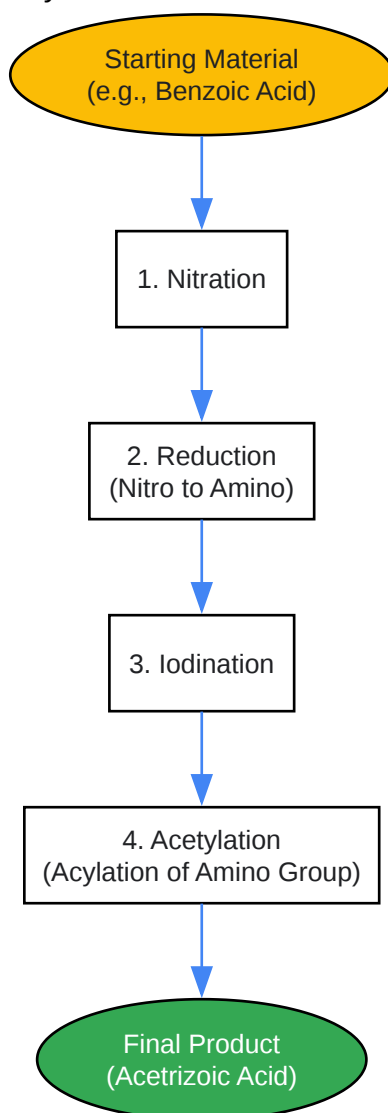 Starting Material
(e.g., Benzoic Acid)
1. Nitration
2. Reduction
(Nitro to Amino)
3. Iodination
4. Acetylation
(Acylation of Amino Group)
Final Product
(Acetrizoic Acid)